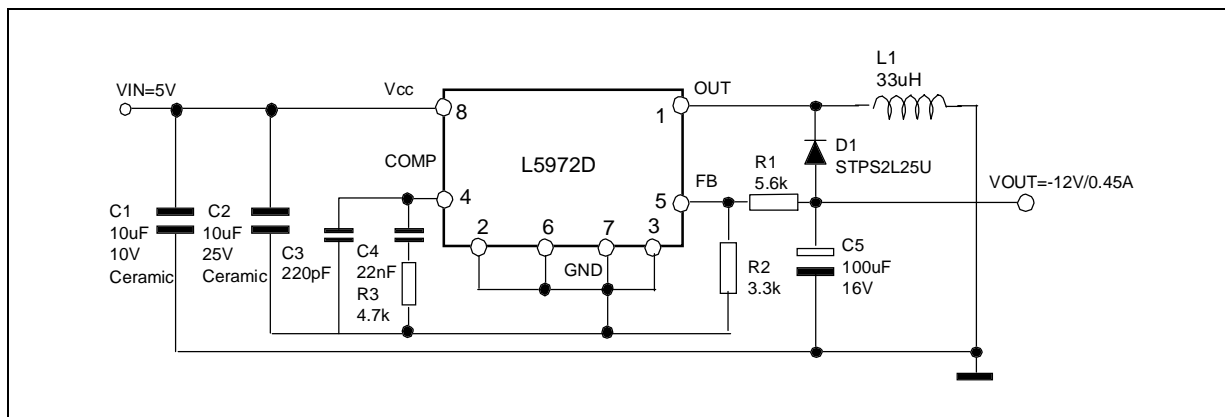 VIN=5V
Vcc
8
COMP
4
L5972D
2
6
7
3
GND
OUT
1
FB
5
L1
33uH
D1
STPS2L25U
R1
5.6k
VOUT=-12V/0.45A
C1
10uF
10V
Ceramic
C2
10uF
25V
Ceramic
C3
220pF
C4
22nF
R3
4.7k
R2
3.3k
C5
100uF
16V